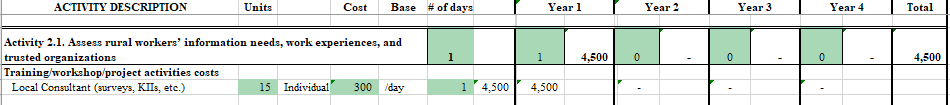 ACTIVITY DESCRIPTION Units Cost Base # of days Year 1 Year 2 Year 3 Year 4 Total
Activity 2.1. Assess rural workers' information needs, work experiences, and
trusted organizations 1 1 4,500 0 - 0 - 0 - 4,500
Training/workshop/project activities costs
Local Consultant (surveys, KIIs, etc.) 15 Individual 300 /day 1 4,500 4,500 - - -